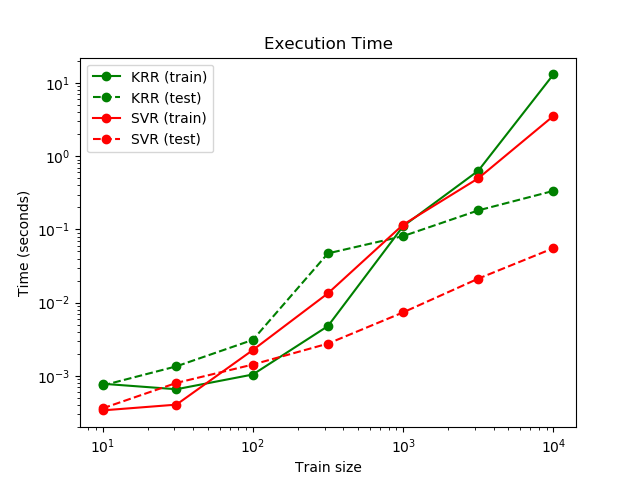 Execution Time
KRR (train)
KRR (test)
SVR (train)
SVR (test)
Time (seconds)
10¹
10⁰
10⁻¹
10⁻²
10⁻³
10¹ 10² 10³ 10⁴
Train size